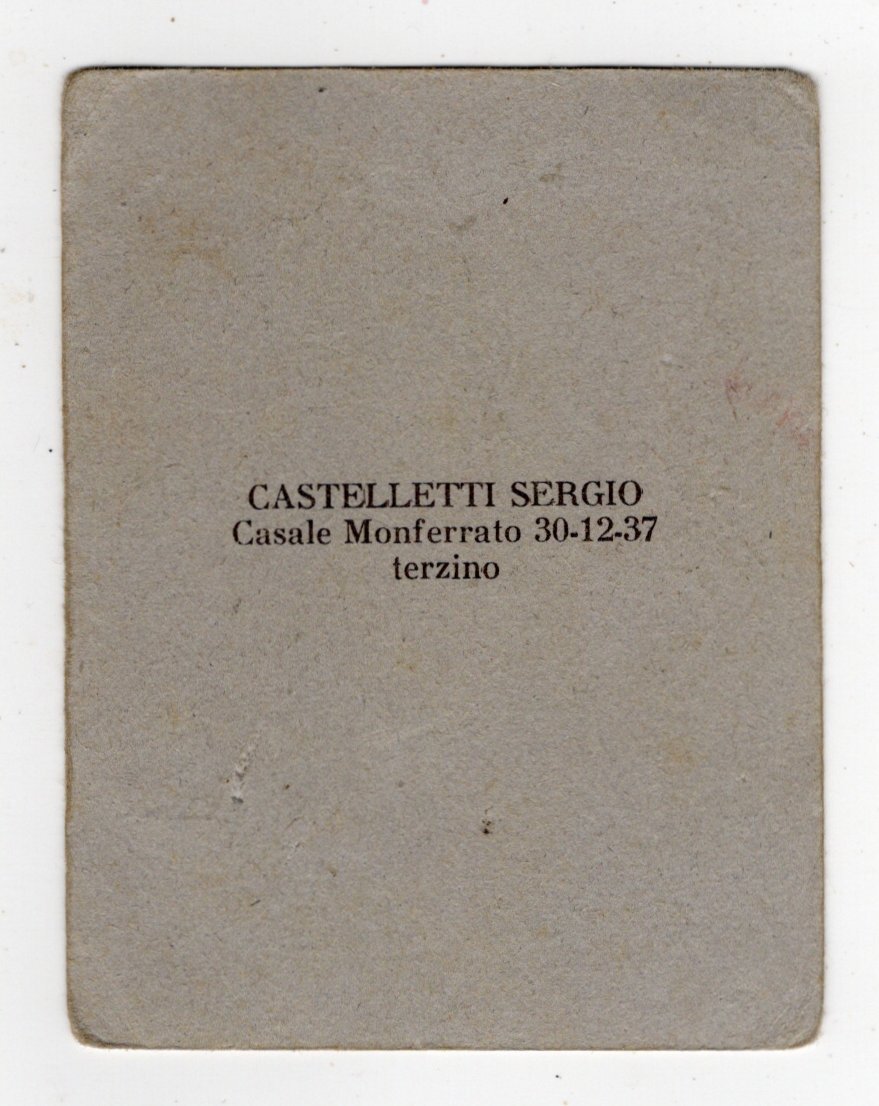 CASTELLETTI SERGIO
Casale Monferrato 30-12-37
terzino